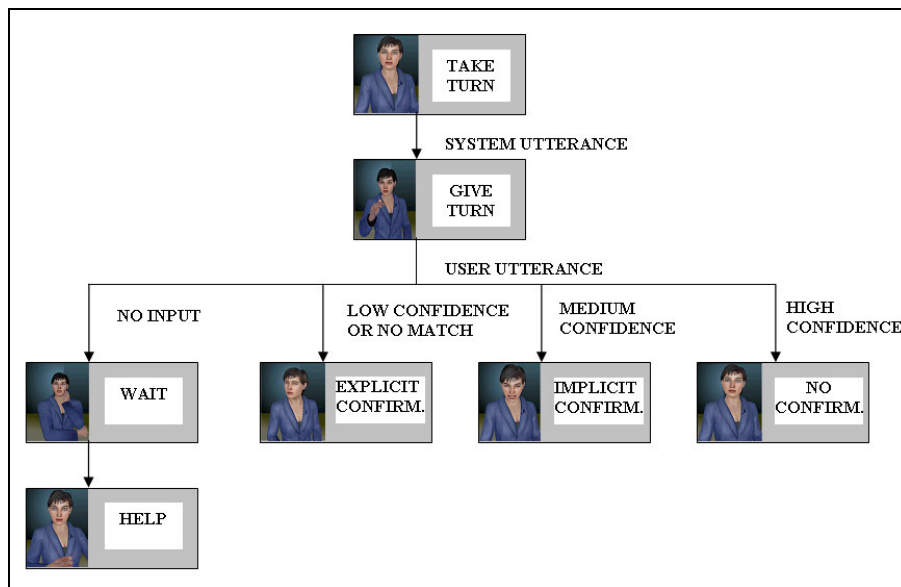 TAKE
TURN
SYSTEM UTTERANCE
GIVE
TURN
USER UTTERANCE
NO INPUT
LOW CONFIDENCE
OR NO MATCH
MEDIUM
CONFIDENCE
HIGH
CONFIDENCE
WAIT
EXPLICIT
CONFIRM.
IMPLICIT
CONFIRM.
NO
CONFIRM.
HELP